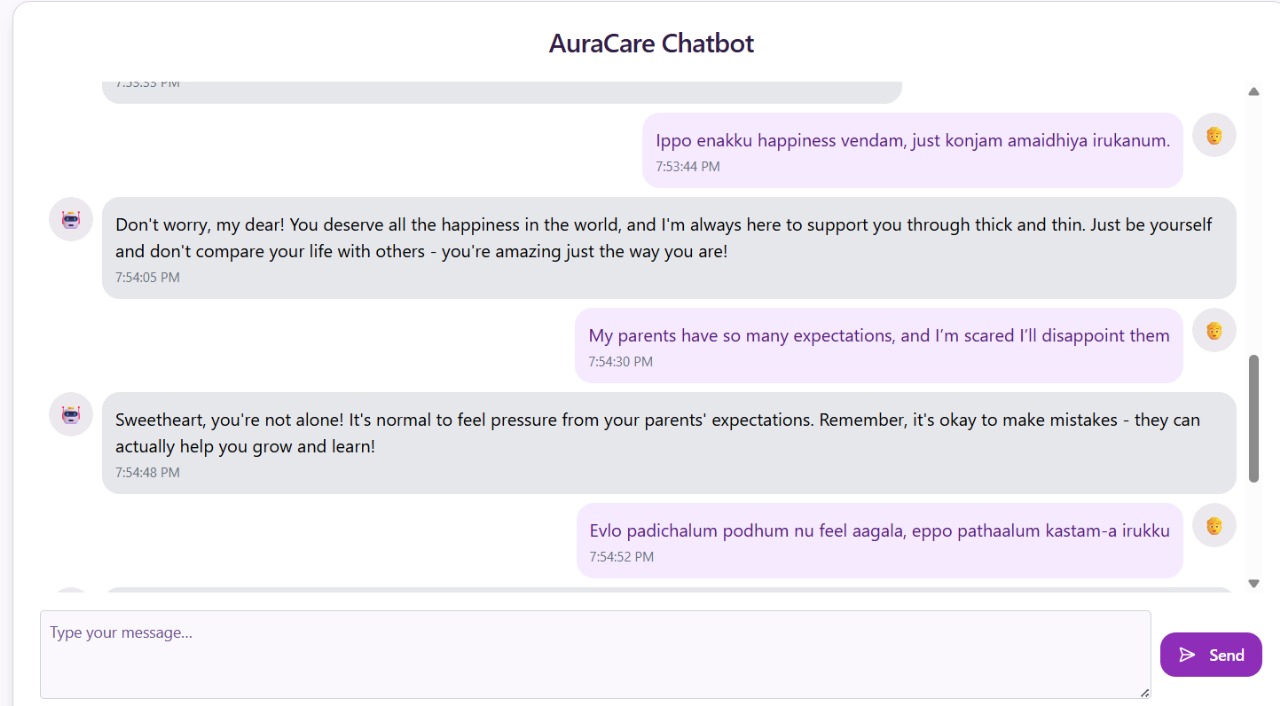 AuraCare Chatbot
7:53:33 PM
Ippo enakku happiness vendam, just konjam amaidhiya irukanum.
7:53:44 PM
Don't worry, my dear! You deserve all the happiness in the world, and I'm always here to support you through thick and thin. Just be yourself
and don't compare your life with others - you're amazing just the way you are!
7:54:05 PM
My parents have so many expectations, and I’m scared I’ll disappoint them
7:54:30 PM
Sweetheart, you're not alone! It's normal to feel pressure from your parents' expectations. Remember, it's okay to make mistakes - they can
actually help you grow and learn!
7:54:48 PM
Evlo padichalum podhum nu feel aagala, eppo pathaalum kastam-a irukku
7:54:52 PM
Type your message...
Send